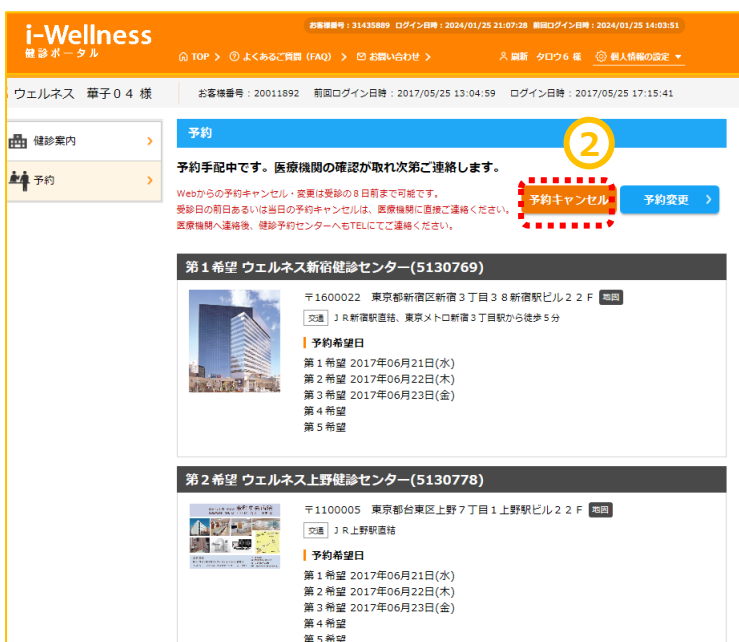 i-Wellness
健診ポータル
お客様番号：31435889 ログイン日時：2024/01/25 21:07:28 前回ログイン日時：2024/01/25 14:03:51
TOP > よくあるご質問（FAQ） > お問い合わせ >
刷新 タロウ6 様 個人情報の設定 ▼
ウェルネス 華子０４ 様
お客様番号：20011892 前回ログイン日時：2017/05/25 13:04:59 ログイン日時：2017/05/25 17:15:41
健診案内 >
予約 >
予約
②
予約手配中です。医療機関の確認が取れ次第ご連絡します。
Webからの予約キャンセル・変更は受診の８日前まで可能です。
受診日の前日あるいは当日の予約キャンセルは、医療機関に直接ご連絡ください。
医療機関へ連絡後、健診予約センターへもTELにてご連絡ください。
予約キャンセル
予約変更 >
第１希望 ウェルネス新宿健診センター(5130769)
〒1600022 東京都新宿区新宿３丁目３８新宿駅ビル２２Ｆ 地図
交通 ＪＲ新宿駅直結、東京メトロ新宿３丁目駅から徒歩５分
予約希望日
第１希望 2017年06月21日(水)
第２希望 2017年06月22日(木)
第３希望 2017年06月23日(金)
第４希望
第５希望
第２希望 ウェルネス上野健診センター(5130778)
〒1100005 東京都台東区上野７丁目１上野駅ビル２２Ｆ 地図
交通 ＪＲ上野駅直結
予約希望日
第１希望 2017年06月21日(水)
第２希望 2017年06月22日(木)
第３希望 2017年06月23日(金)
第４希望
第５希望